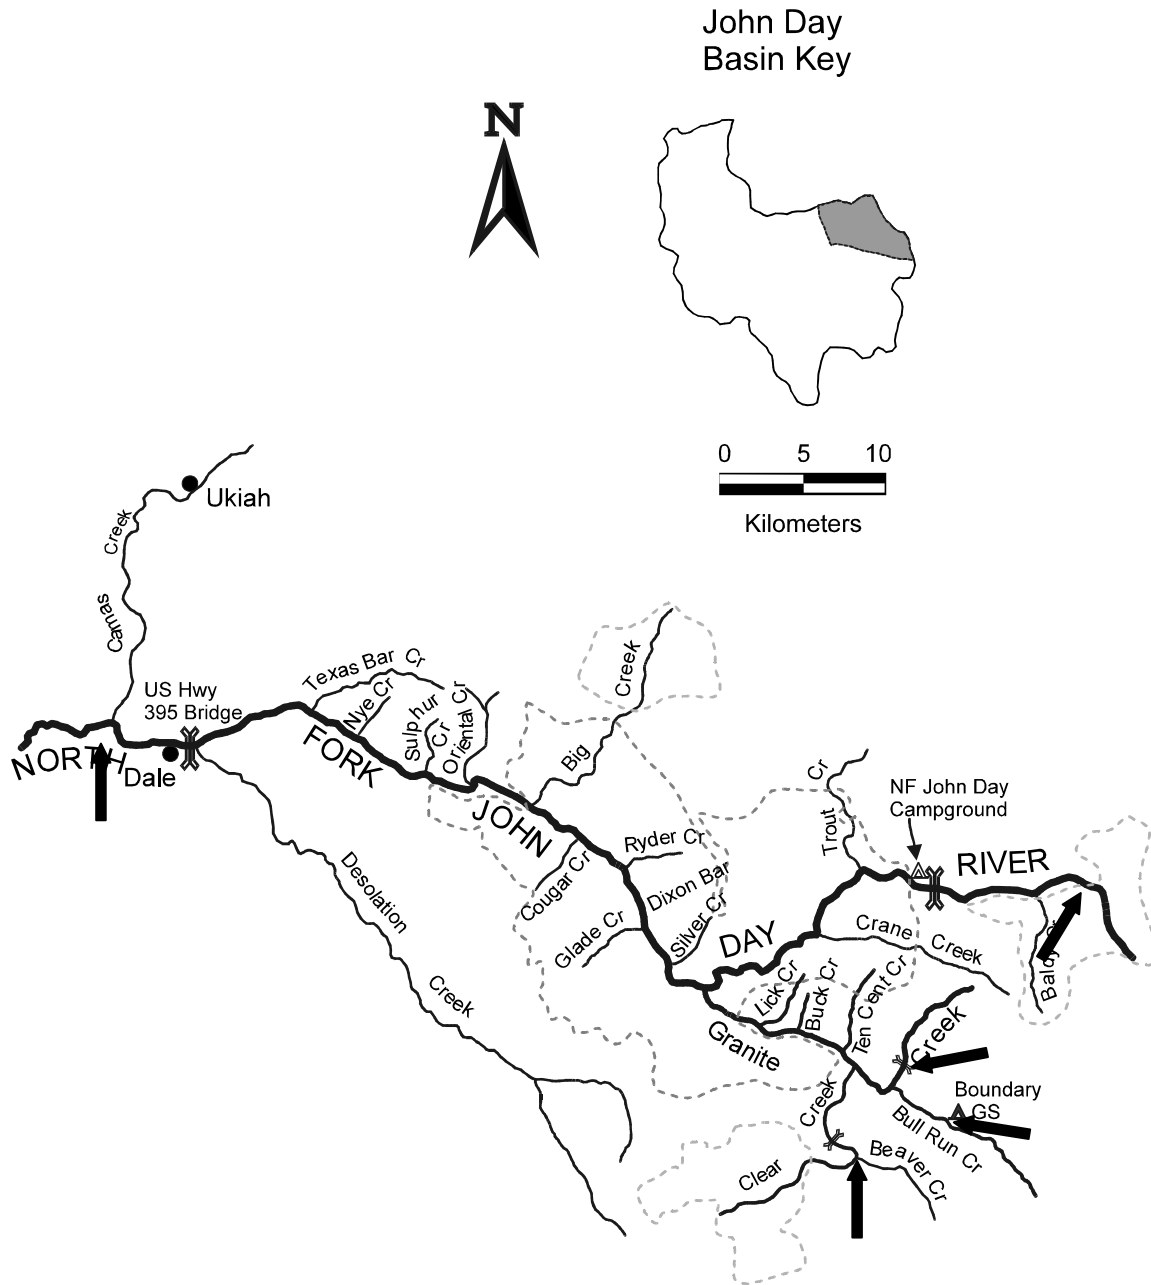 John Day
Basin Key
N
0 5 10
Kilometers
Ukiah
Camas Creek
US Hwy
395 Bridge
Dale
Texas Bar Cr
Nye Cr
Sulphur Cr
Oriental Cr
Big Creek
NORTH FORK JOHN DAY RIVER
Desolation Creek
Cougar Cr
Ryder Cr
Dixon Bar
Glade Cr
Silver Cr
Trout Cr
NF John Day
Campground
Crane Creek
Baldy
Lick Cr
Buck Cr
Ten Cent Cr
Granite Creek
Boundary
GS
Bull Run Cr
Clear Creek
Beaver Cr